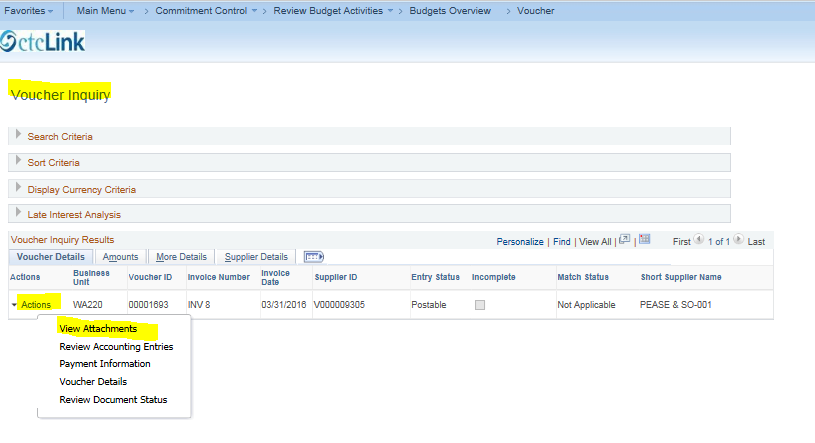 Favorites Main Menu > Commitment Control > Review Budget Activities > Budgets Overview > Voucher
ctcLink
Voucher Inquiry
Search Criteria
Sort Criteria
Display Currency Criteria
Late Interest Analysis
Voucher Inquiry Results Personalize | Find | View All | | First 1 of 1 Last
Voucher Details Amounts More Details Supplier Details
Actions Business Unit Voucher ID Invoice Number Invoice Date Supplier ID Entry Status Incomplete Match Status Short Supplier Name
Actions WA220 00001693 INV 8 03/31/2016 V000009305 Postable Not Applicable PEASE & SO-001
View Attachments
Review Accounting Entries
Payment Information
Voucher Details
Review Document Status